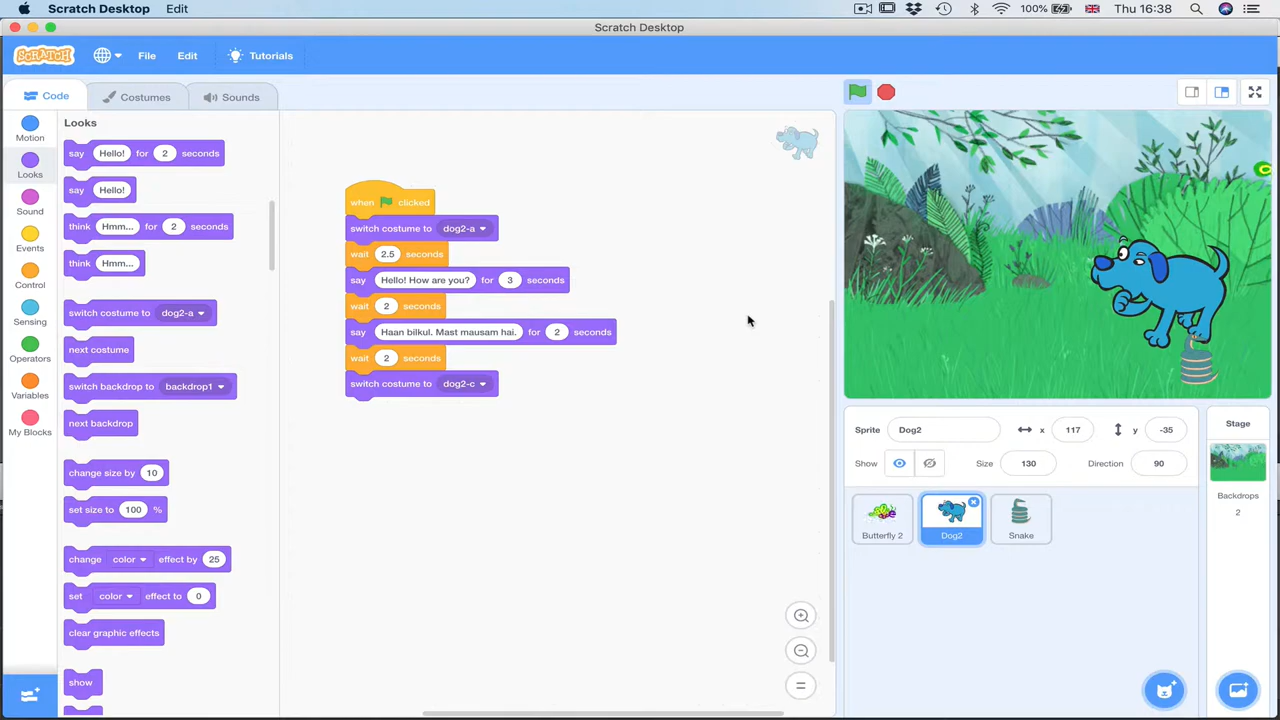 Scratch Desktop Edit
100% Thu 16:38
Scratch Desktop
SCRATCH File Edit Tutorials
Code Costumes Sounds
Motion
Looks
Sound
Events
Control
Sensing
Operators
Variables
My Blocks
Looks
say Hello! for 2 seconds
say Hello!
think Hmm... for 2 seconds
think Hmm...
switch costume to dog2-a
next costume
switch backdrop to backdrop1
next backdrop
change size by 10
set size to 100 %
change color effect by 25
set color effect to 0
clear graphic effects
show
when clicked
switch costume to dog2-a
wait 2.5 seconds
say Hello! How are you? for 3 seconds
wait 2 seconds
say Haan bilkul. Mast mausam hai. for 2 seconds
wait 2 seconds
switch costume to dog2-c
Sprite Dog2 x 117 y -35
Show Size 130 Direction 90
Butterfly 2 Dog2 Snake
Stage
Backdrops
2